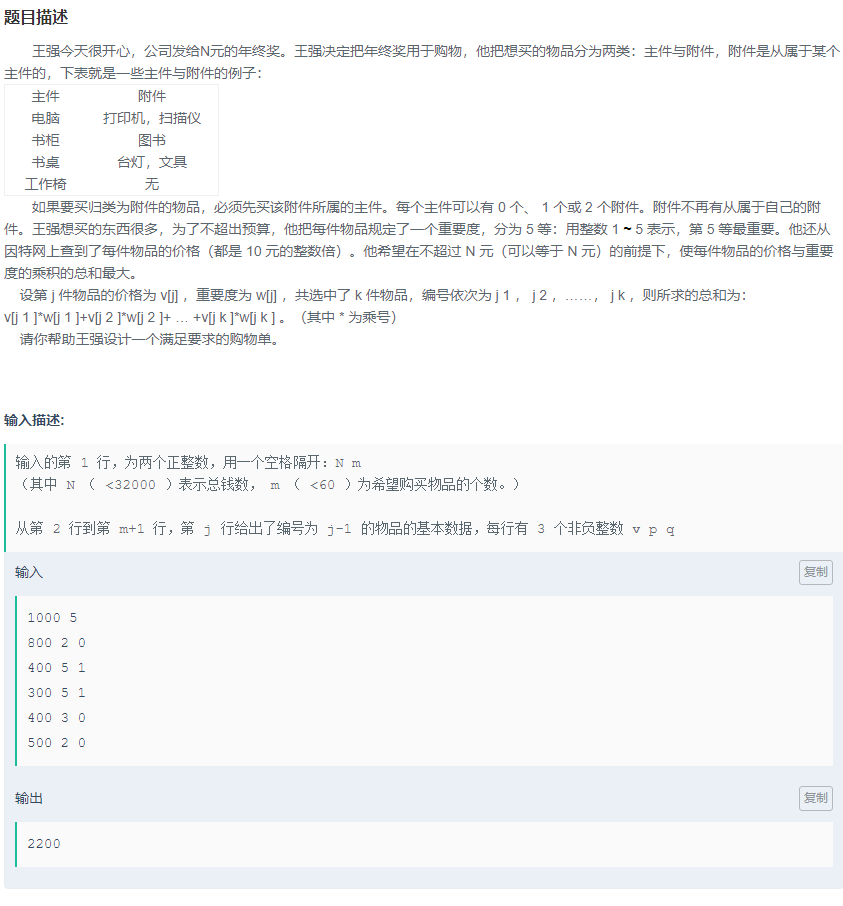 题目描述
王强今天很开心，公司发给N元的年终奖。王强决定把年终奖用于购物，他把想买的物品分为两类：主件与附件，附件是从属于某个
主件的，下表就是一些主件与附件的例子：
主件 附件
电脑 打印机，扫描仪
书柜 图书
书桌 台灯，文具
工作椅 无
如果要买归类为附件的物品，必须先买该附件所属的主件。每个主件可以有 0 个、 1 个或 2 个附件。附件不再有从属于自己的附
件。王强想买的东西很多，为了不超出预算，他把每件物品规定了一个重要度，分为 5 等：用整数 1 ~ 5 表示，第 5 等最重要。他还从
因特网上查到了每件物品的价格（都是 10 元的整数倍）。他希望在不超过 N 元（可以等于 N 元）的前提下，使每件物品的价格与重要
度的乘积的总和最大。
设第 j 件物品的价格为 v[j] ，重要度为 w[j] ，共选中了 k 件物品，编号依次为 j 1 ， j 2 ，……， j k ，则所求的总和为：
v[j 1 ]*w[j 1 ]+v[j 2 ]*w[j 2 ]+ … +v[j k ]*w[j k ] 。（其中 * 为乘号）
请你帮助王强设计一个满足要求的购物单。
输入描述:
输入的第 1 行，为两个正整数，用一个空格隔开：N m
（其中 N （ <32000 ）表示总钱数， m （ <60 ）为希望购买物品的个数。）
从第 2 行到第 m+1 行，第 j 行给出了编号为 j-1 的物品的基本数据，每行有 3 个非负整数 v p q
输入 复制
1000 5
800 2 0
400 5 1
300 5 1
400 3 0
500 2 0
输出 复制
2200